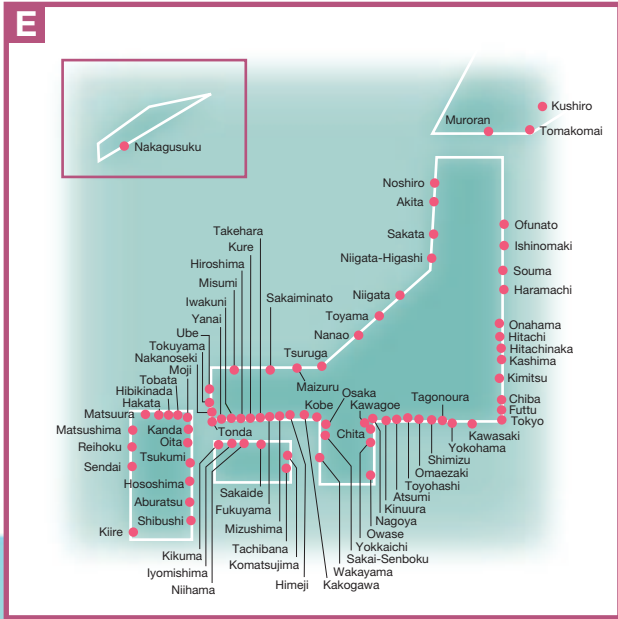 E
Kushiro
Muroran
Tomakomai
Nakagusuku
Noshiro
Akita
Sakata
Niigata-Higashi
Niigata
Toyama
Nanao
Tsuruga
Maizuru
Sakaiminato
Takehara
Kure
Hiroshima
Misumi
Iwakuni
Yanai
Ube
Tokuyama
Nakanoseki
Moji
Tobata
Hibikinada
Hakata
Matsuura
Matsushima
Reihoku
Sendai
Kiire
Kanda
Oita
Tsukumi
Hososhima
Aburatsu
Shibushi
Tonda
Kobe
Osaka
Kawagoe
Chita
Tagonoura
Ofunato
Ishinomaki
Souma
Haramachi
Onahama
Hitachi
Hitachinaka
Kashima
Kimitsu
Chiba
Futtu
Tokyo
Kawasaki
Yokohama
Shimizu
Omaezaki
Toyohashi
Atsumi
Kinuura
Nagoya
Owase
Yokkaichi
Sakai-Senboku
Wakayama
Kakogawa
Himeji
Sakaide
Fukuyama
Mizushima
Tachibana
Komatsujima
Kikuma
Iyomishima
Niihama